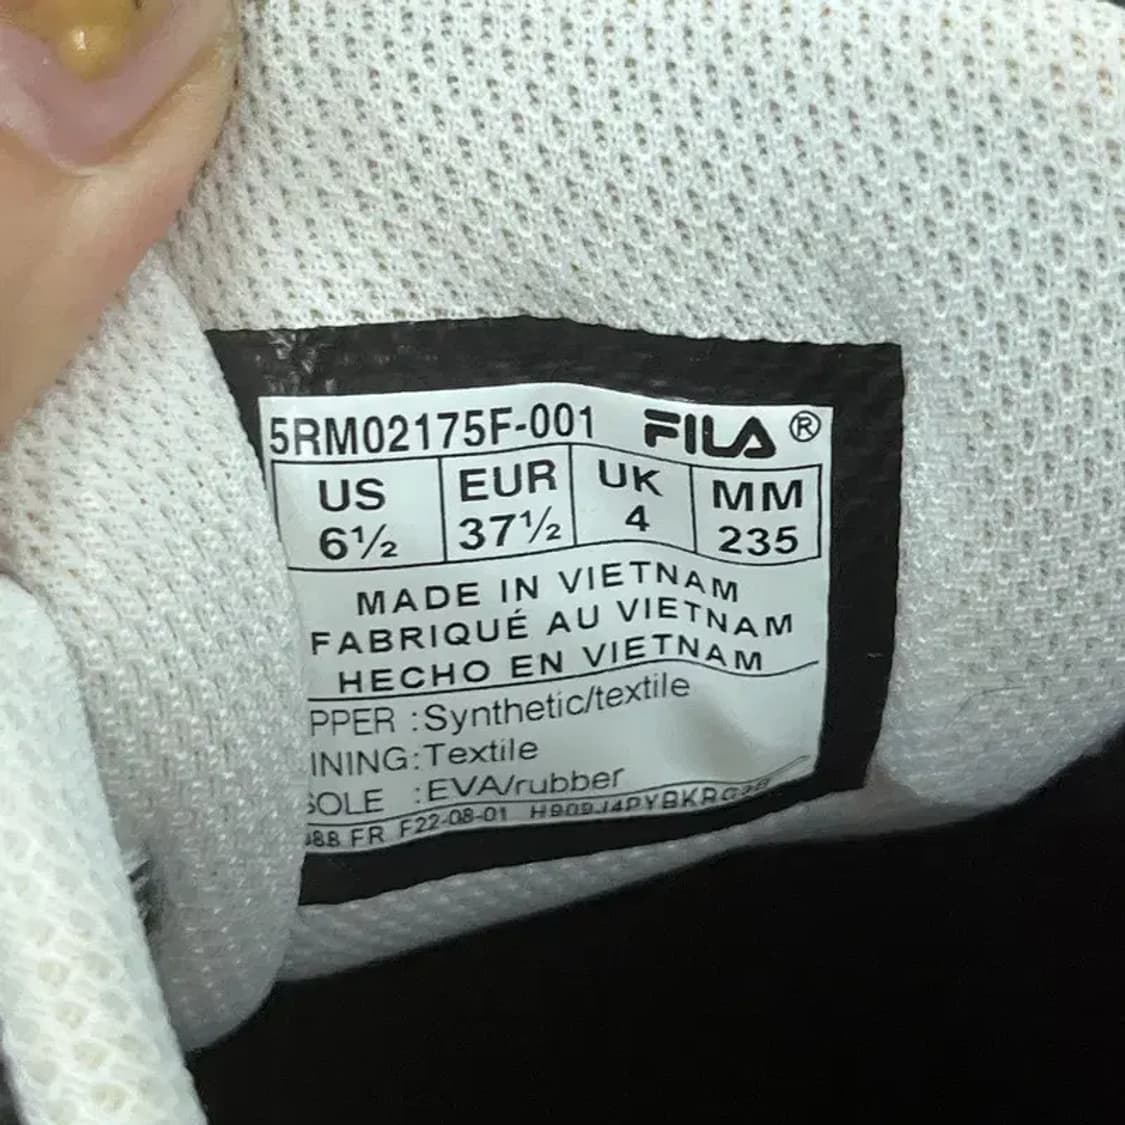 5RM02175F-001 FILA®
US EUR UK MM
6½ 37½ 4 235
MADE IN VIETNAM
FABRIQUÉ AU VIETNAM
HECHO EN VIETNAM
PPER :Synthetic/textile
INING:Textile
SOLE :EVA/rubber
FR F22-08-01